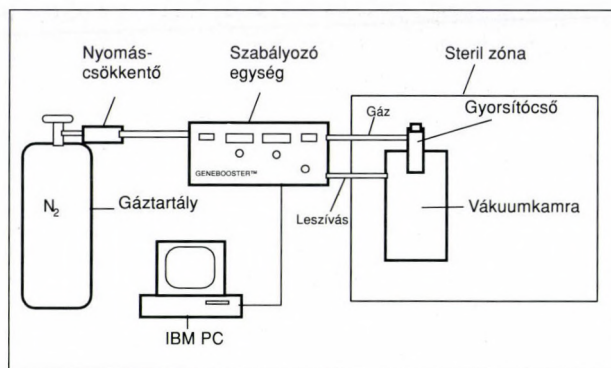 Nyomás-
csökkentő
Szabályozó
egység
Steril zóna
Gáz
Gyorsítócső
GENEBOOSTER™
N₂
Gáztartály
Leszívás
Vákuumkamra
IBM PC